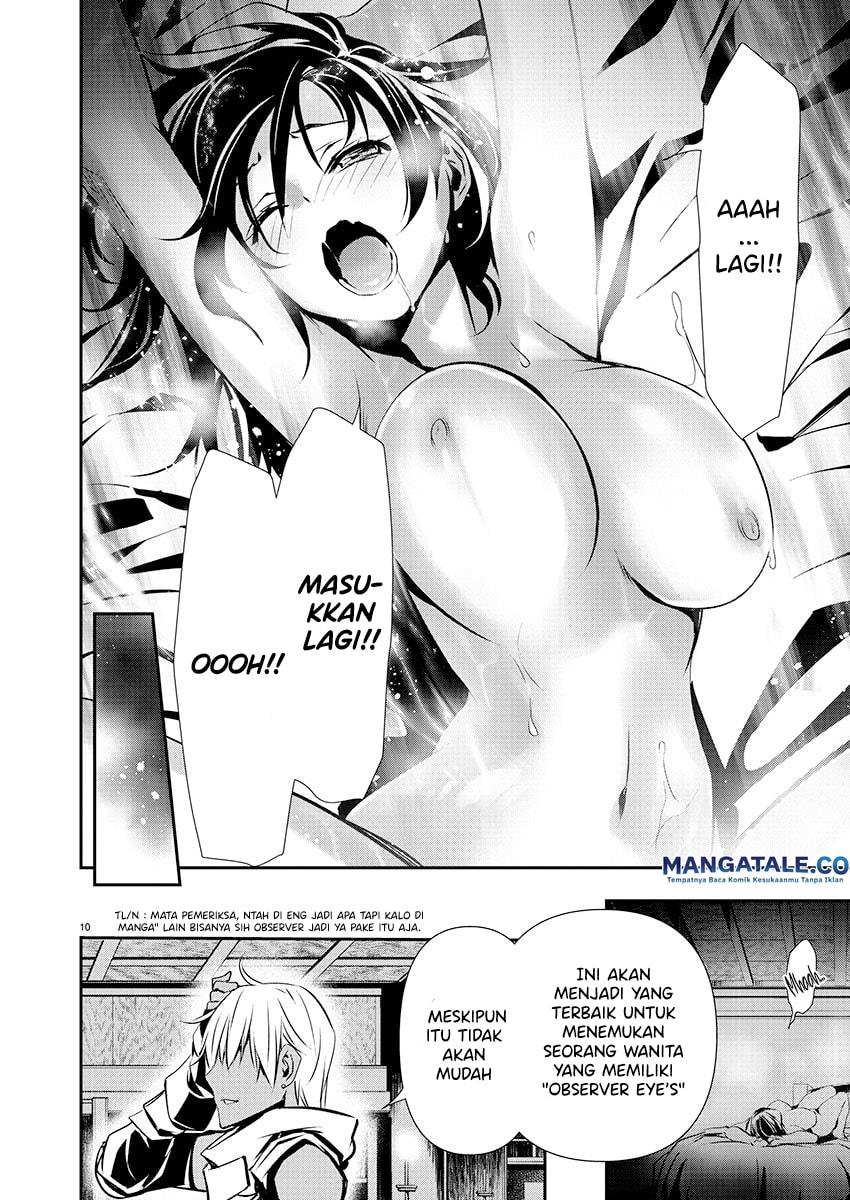 AAAH
...
LAGI!!
MASU-
KKAN
LAGI!!
OOOH!!
MANGATALE.CO
Tempatnya Baca Komik Kesukaanmu Tanpa Iklan
10
TL/N : MATA PEMERIKSA, NTAH DI ENG JADI APA TAPI KALO DI
MANGA" LAIN BISANYA SIH OBSERVER JADI YA PAKE ITU AJA.
Mhooh
INI AKAN
MENJADI YANG
TERBAIK UNTUK
MENEMUKAN
SEORANG WANITA
YANG MEMILIKI
"OBSERVER EYE'S"
MESKIPUN
ITU TIDAK
AKAN
MUDAH